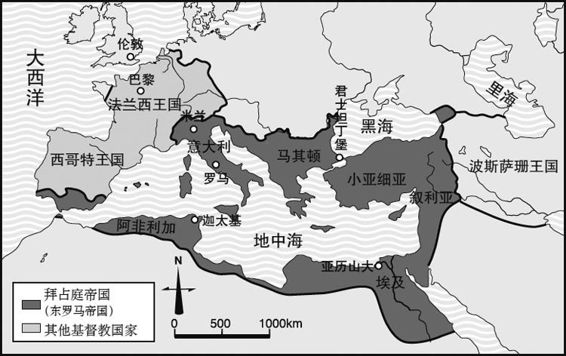 大西洋
伦敦
巴黎
法兰西王国
米兰
西哥特王国
意大利
罗马
马其顿
君士坦丁堡
黑海
里海
小亚细亚
叙利亚
波斯萨珊王国
阿非利加
迦太基
地中海
亚历山大
埃及
拜占庭帝国
(东罗马帝国)
其他基督教国家
N
0 500 1000km